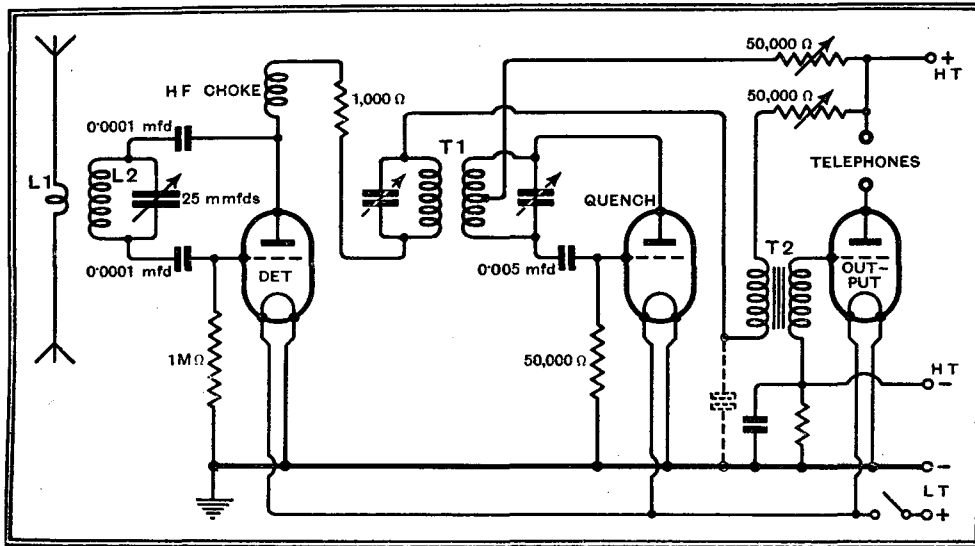 50,000 Ω
+
HT
HF CHOKE
1,000 Ω
50,000 Ω
0·0001 mfd
T1
TELEPHONES
L1
L2
25 mmfds
QUENCH
T2
0·0001 mfd
DET
0·005 mfd
OUT-
PUT
1MΩ
50,000 Ω
HT
-
-
LT
+